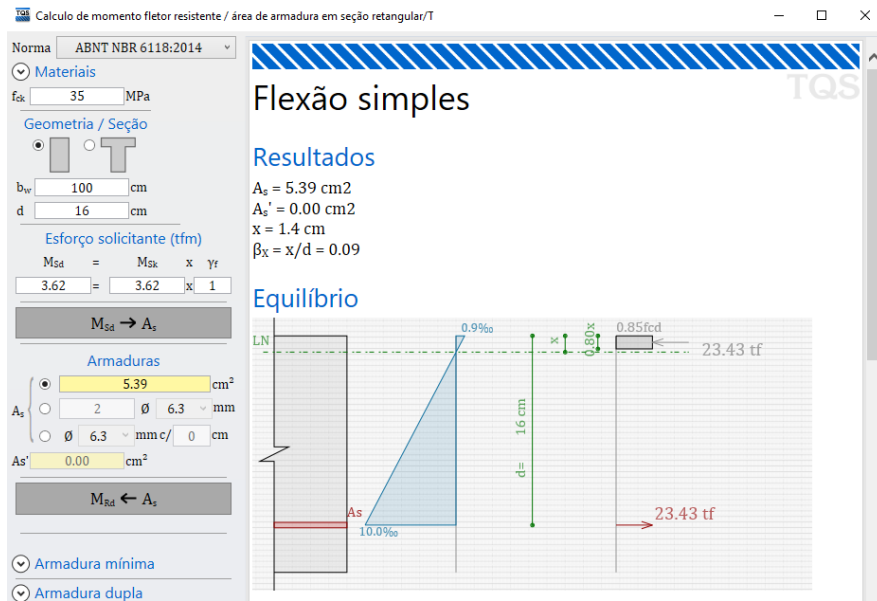 TQS Calculo de momento fletor resistente / área de armadura em seção retangular/T
Norma ABNT NBR 6118:2014
Materiais
fck 35 MPa
Geometria / Seção
bw 100 cm
d 16 cm
Esforço solicitante (tfm)
MSd = MSk x γf
3.62 = 3.62 x 1
MSd → As
Armaduras
5.39 cm²
As 2 Ø 6.3 mm
Ø 6.3 mm c/ 0 cm
As' 0.00 cm²
MRd ← As
Armadura mínima
Armadura dupla
TQS
Flexão simples
Resultados
As = 5.39 cm2
As' = 0.00 cm2
x = 1.4 cm
βX = x/d = 0.09
Equilíbrio
LN
0.9‰
x
0.80x
0.85fcd
23.43 tf
d= 16 cm
As
10.0‰
23.43 tf